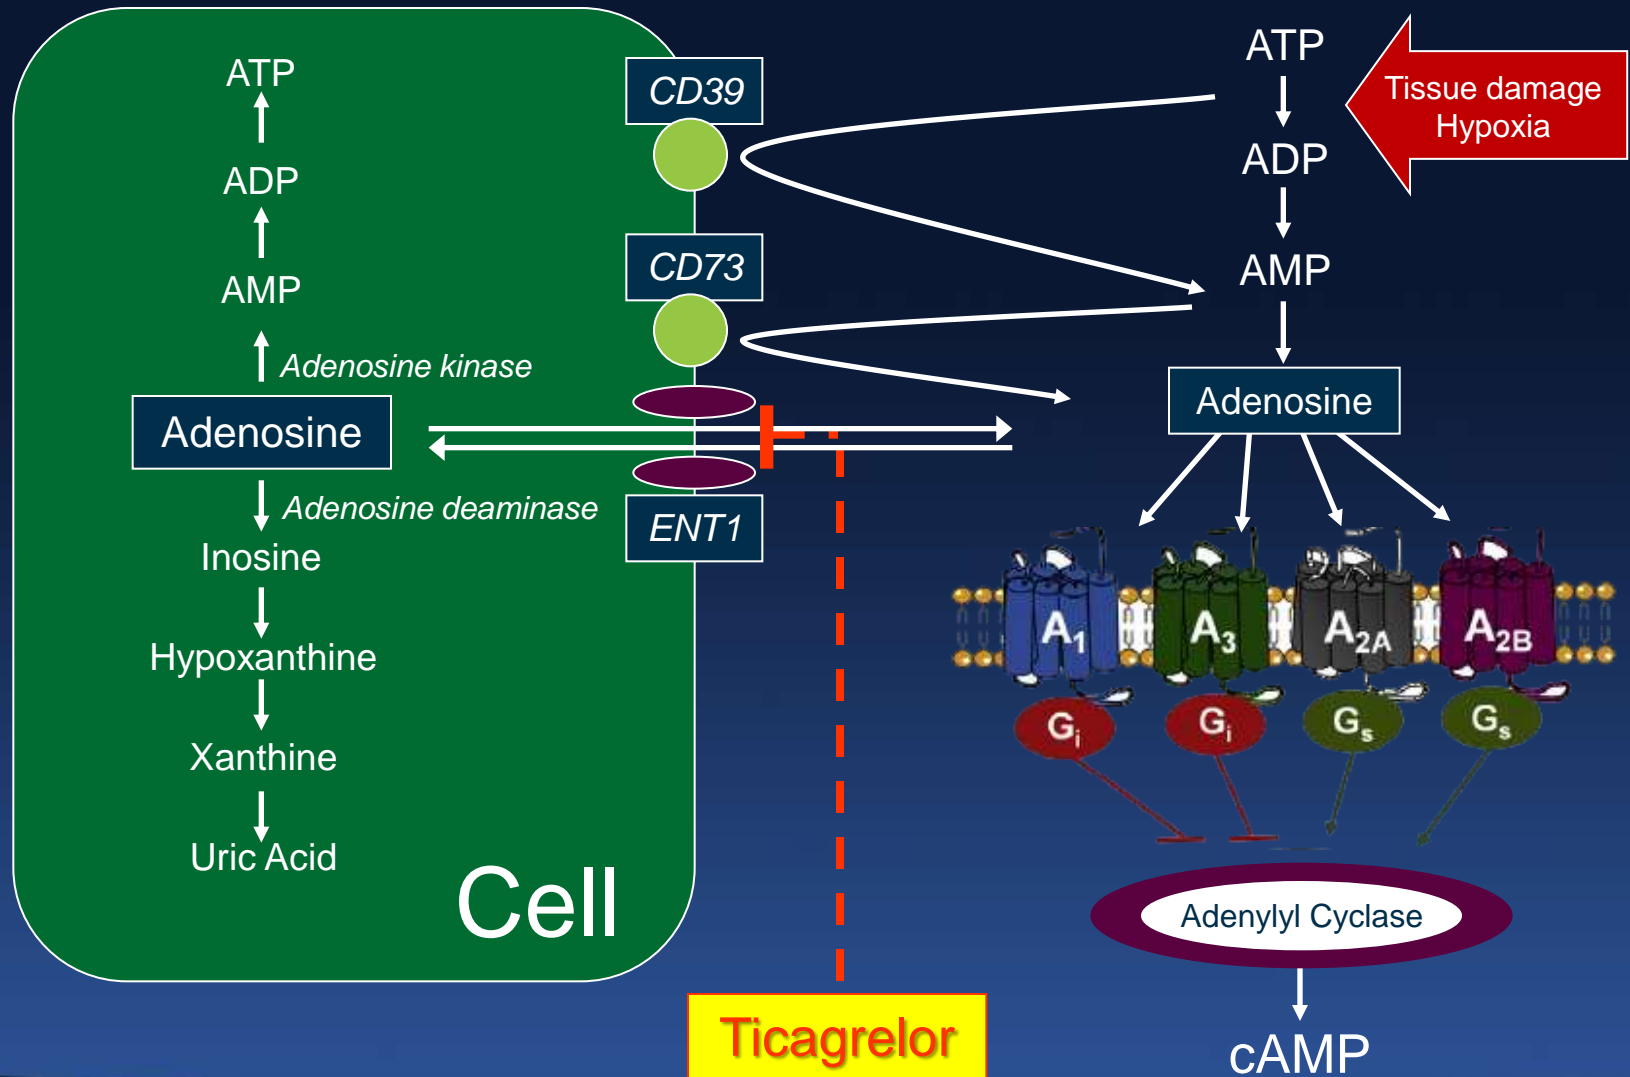 ATP
ADP
AMP
Adenosine kinase
Adenosine
Adenosine deaminase
Inosine
Hypoxanthine
Xanthine
Uric Acid
Cell
CD39
CD73
ENT1
Ticagrelor
ATP
Tissue damage
Hypoxia
ADP
AMP
Adenosine
A1 A3 A2A A2B
Gi Gi Gs Gs
Adenylyl Cyclase
cAMP